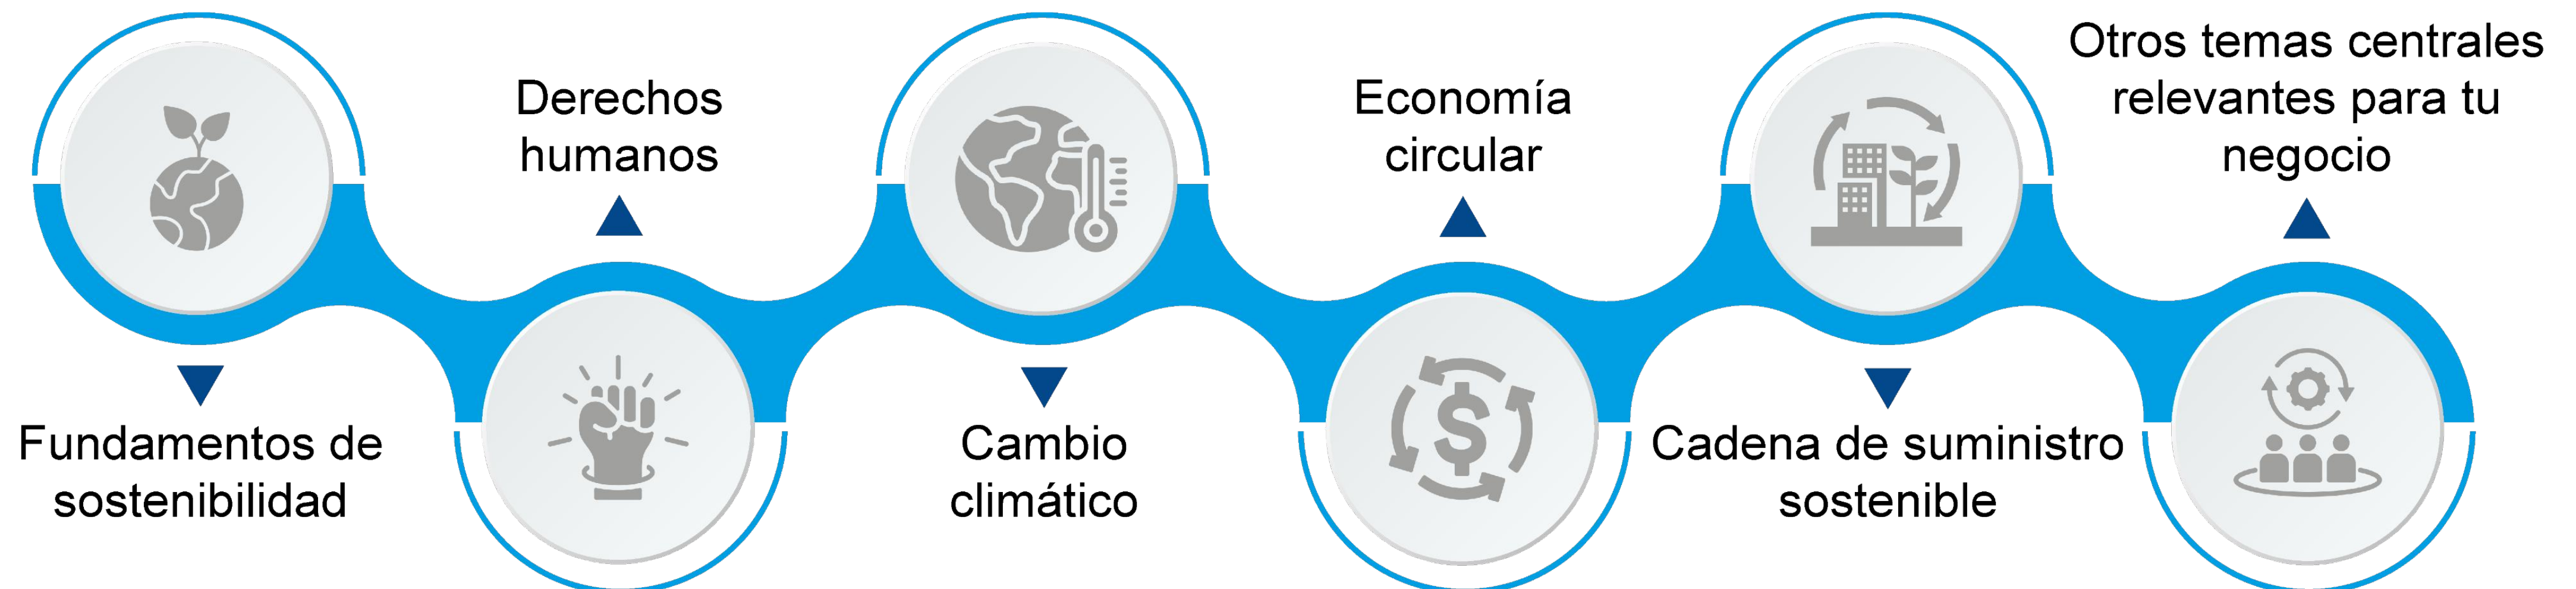 Fundamentos de
sostenibilidad
Derechos
humanos
Cambio
climático
Economía
circular
Cadena de suministro
sostenible
Otros temas centrales
relevantes para tu
negocio